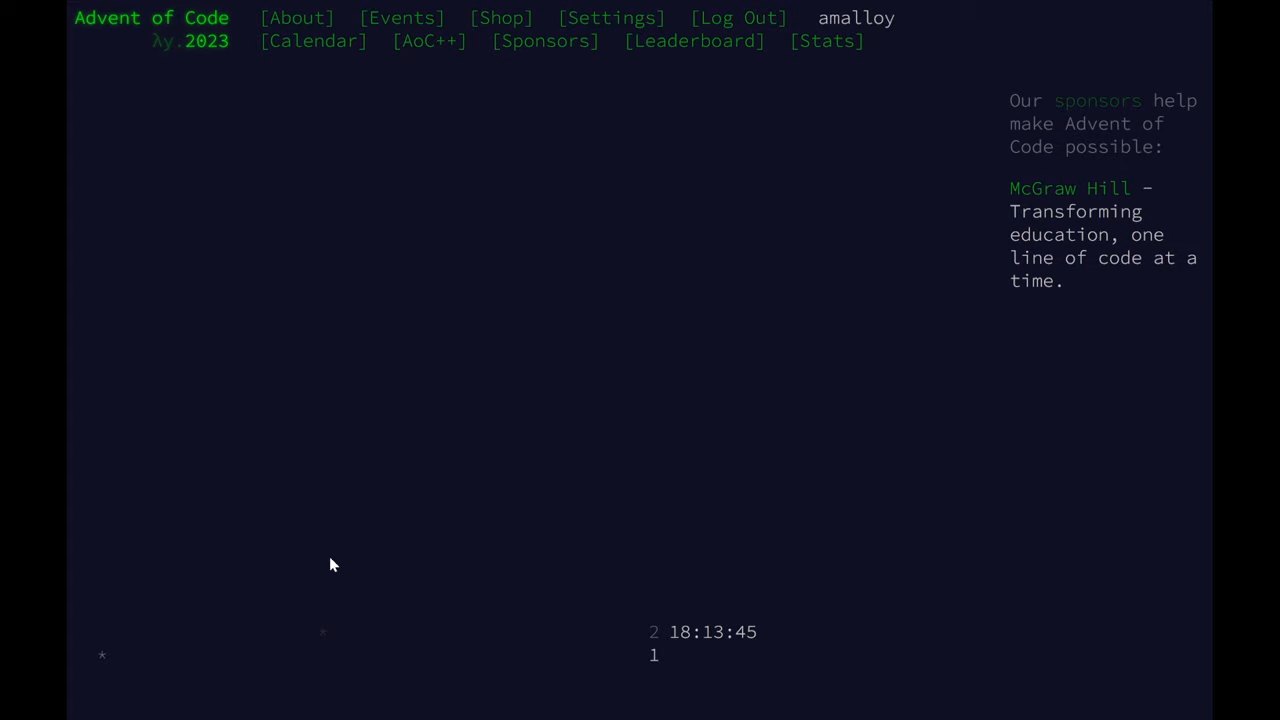 Advent of Code [About] [Events] [Shop] [Settings] [Log Out] amalloy
λy.2023 [Calendar] [AoC++] [Sponsors] [Leaderboard] [Stats]
Our sponsors help
make Advent of
Code possible:
McGraw Hill -
Transforming
education, one
line of code at a
time.
* 2 18:13:45
* 1